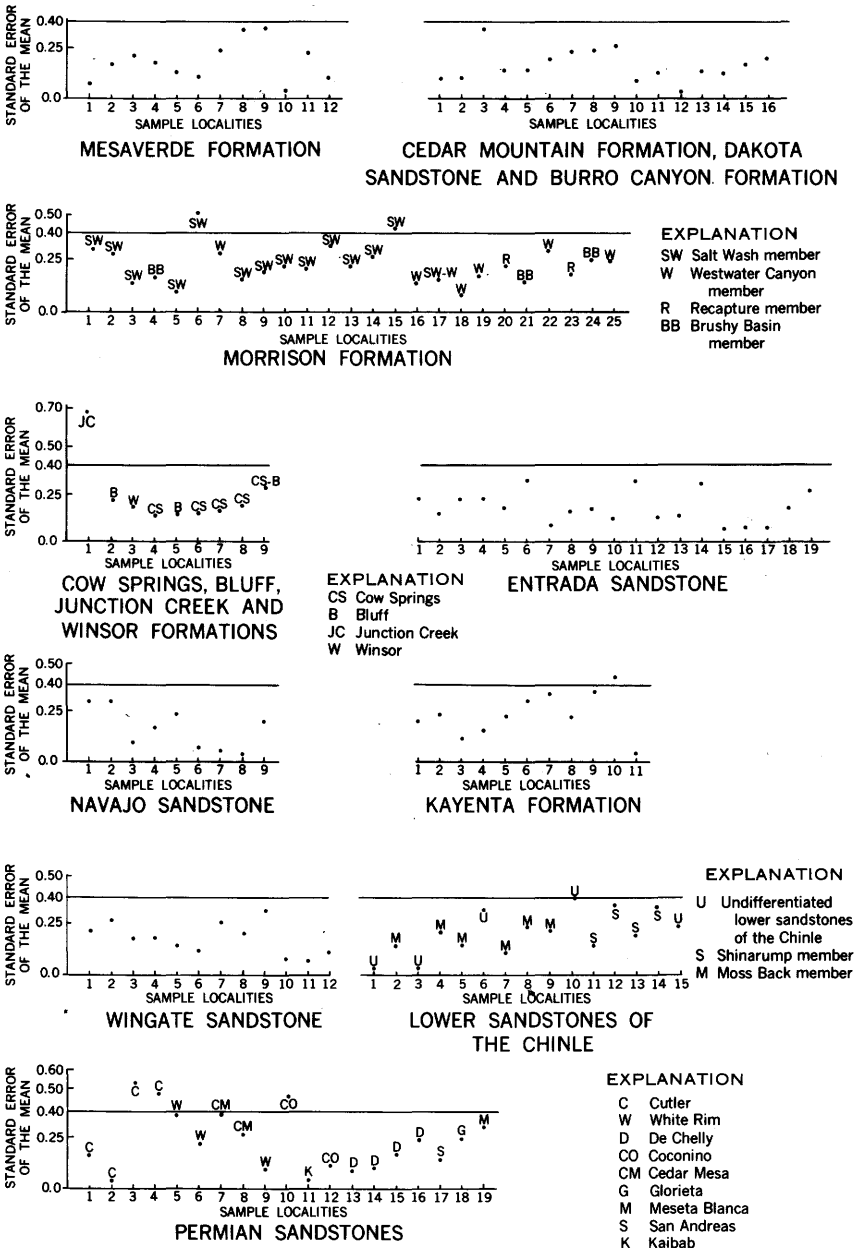 STANDARD ERROR
OF THE MEAN
0.40
0.25
0.0
1 2 3 4 5 6 7 8 9 10 11 12
SAMPLE LOCALITIES
MESAVERDE FORMATION
1 2 3 4 5 6 7 8 9 10 11 12 13 14 15 16
SAMPLE LOCALITIES
CEDAR MOUNTAIN FORMATION, DAKOTA
SANDSTONE AND BURRO CANYON FORMATION
STANDARD ERROR
OF THE MEAN
0.50
0.40
0.25
0.0
SW SW SW BB SW SW W SW SW SW SW SW SW SW SW W SW-W W W R BB W R BB W
1 2 3 4 5 6 7 8 9 10 11 12 13 14 15 16 17 18 19 20 21 22 23 24 25
SAMPLE LOCALITIES
MORRISON FORMATION
EXPLANATION
SW Salt Wash member
W Westwater Canyon
member
R Recapture member
BB Brushy Basin
member
STANDARD ERROR
OF THE MEAN
0.70
0.50
0.40
0.25
0.0
JC B W CS B CS CS CS CS-B
1 2 3 4 5 6 7 8 9
SAMPLE LOCALITIES
COW SPRINGS, BLUFF,
JUNCTION CREEK AND
WINSOR FORMATIONS
EXPLANATION
CS Cow Springs
B Bluff
JC Junction Creek
W Winsor
1 2 3 4 5 6 7 8 9 10 11 12 13 14 15 16 17 18 19
SAMPLE LOCALITIES
ENTRADA SANDSTONE
STANDARD ERROR
OF THE MEAN
0.50
0.40
0.25
0.0
1 2 3 4 5 6 7 8 9
SAMPLE LOCALITIES
NAVAJO SANDSTONE
1 2 3 4 5 6 7 8 9 10 11
SAMPLE LOCALITIES
KAYENTA FORMATION
STANDARD ERROR
OF THE MEAN
0.50
0.40
0.25
0.0
1 2 3 4 5 6 7 8 9 10 11 12
SAMPLE LOCALITIES
WINGATE SANDSTONE
U M U M M U M M M U S S S S U
1 2 3 4 5 6 7 8 9 10 11 12 13 14 15
SAMPLE LOCALITIES
LOWER SANDSTONES OF
THE CHINLE
EXPLANATION
U Undifferentiated
lower sandstones
of the Chinle
S Shinarump member
M Moss Back member
STANDARD ERROR
OF THE MEAN
0.60
0.50
0.40
0.25
0.0
C C C C W W CM CM W CO K CO D D D D S G M
1 2 3 4 5 6 7 8 9 10 11 12 13 14 15 16 17 18 19
SAMPLE LOCALITIES
PERMIAN SANDSTONES
EXPLANATION
C Cutler
W White Rim
D De Chelly
CO Coconino
CM Cedar Mesa
G Glorieta
M Meseta Blanca
S San Andreas
K Kaibab